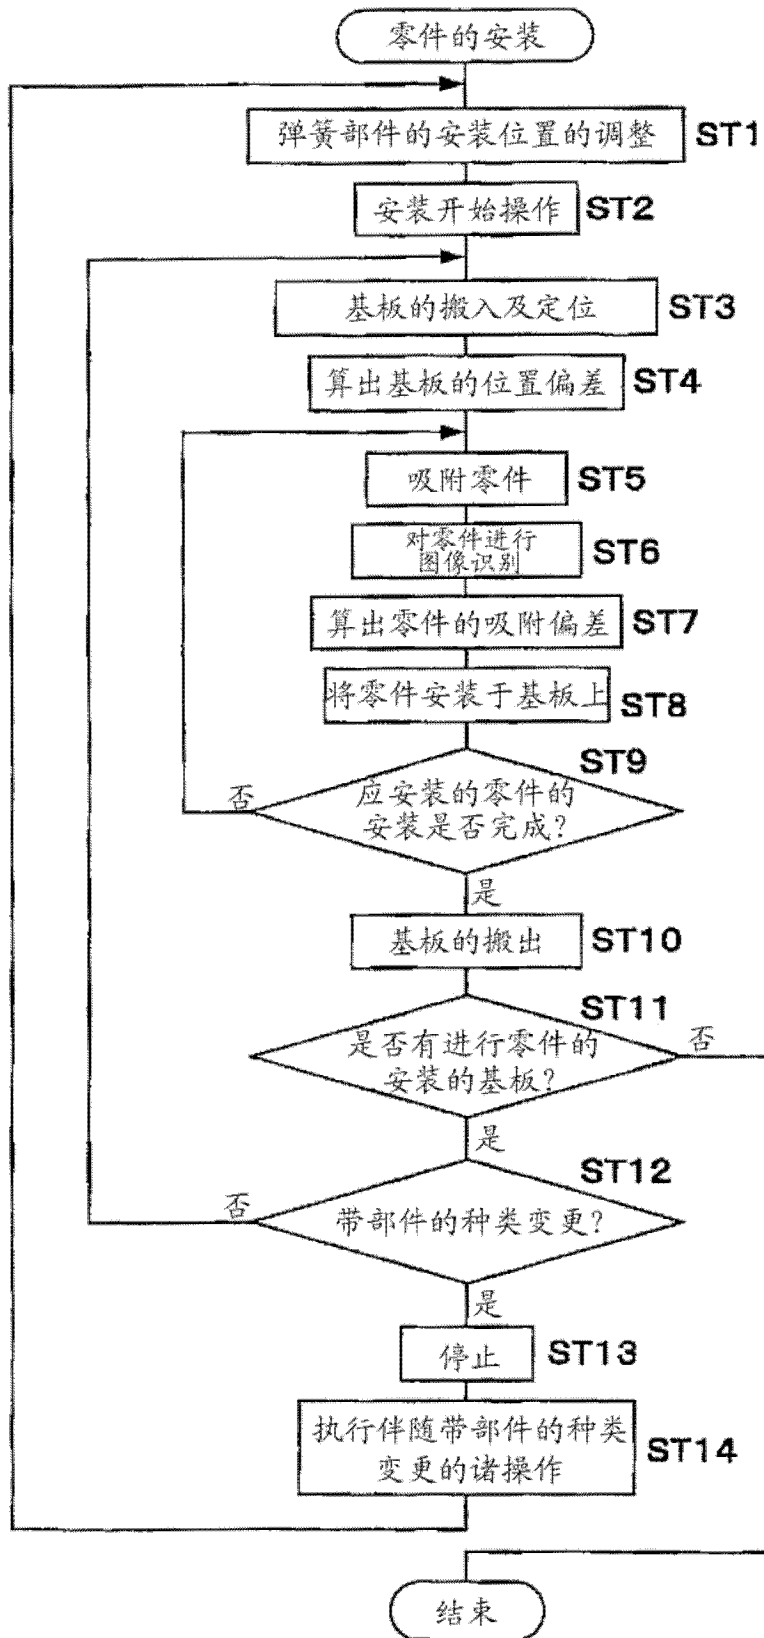 零件的安装
弹簧部件的安装位置的调整 ST1
安装开始操作 ST2
基板的搬入及定位 ST3
算出基板的位置偏差 ST4
吸附零件 ST5
对零件进行
图像识别 ST6
算出零件的吸附偏差 ST7
将零件安装于基板上 ST8
ST9
否
应安装的零件的
安装是否完成?
是
基板的搬出 ST10
ST11
是否有进行零件的
安装的基板?
否
是
ST12
否
带部件的种类变更?
是
停止 ST13
执行伴随带部件的种类
变更的诸操作 ST14
结束